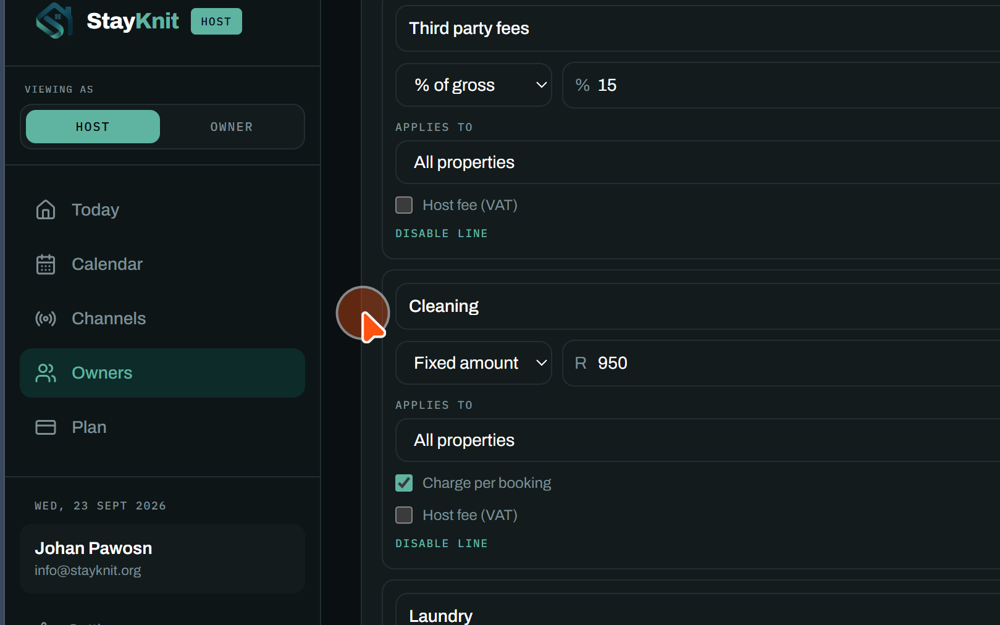 StayKnit HOST
VIEWING AS
HOST OWNER
Today
Calendar
Channels
Owners
Plan
WED, 23 SEPT 2026
Johan Pawosn
info@stayknit.org
Third party fees
% of gross
% 15
APPLIES TO
All properties
Host fee (VAT)
DISABLE LINE
Cleaning
Fixed amount
R 950
APPLIES TO
All properties
Charge per booking
Host fee (VAT)
DISABLE LINE
Laundry